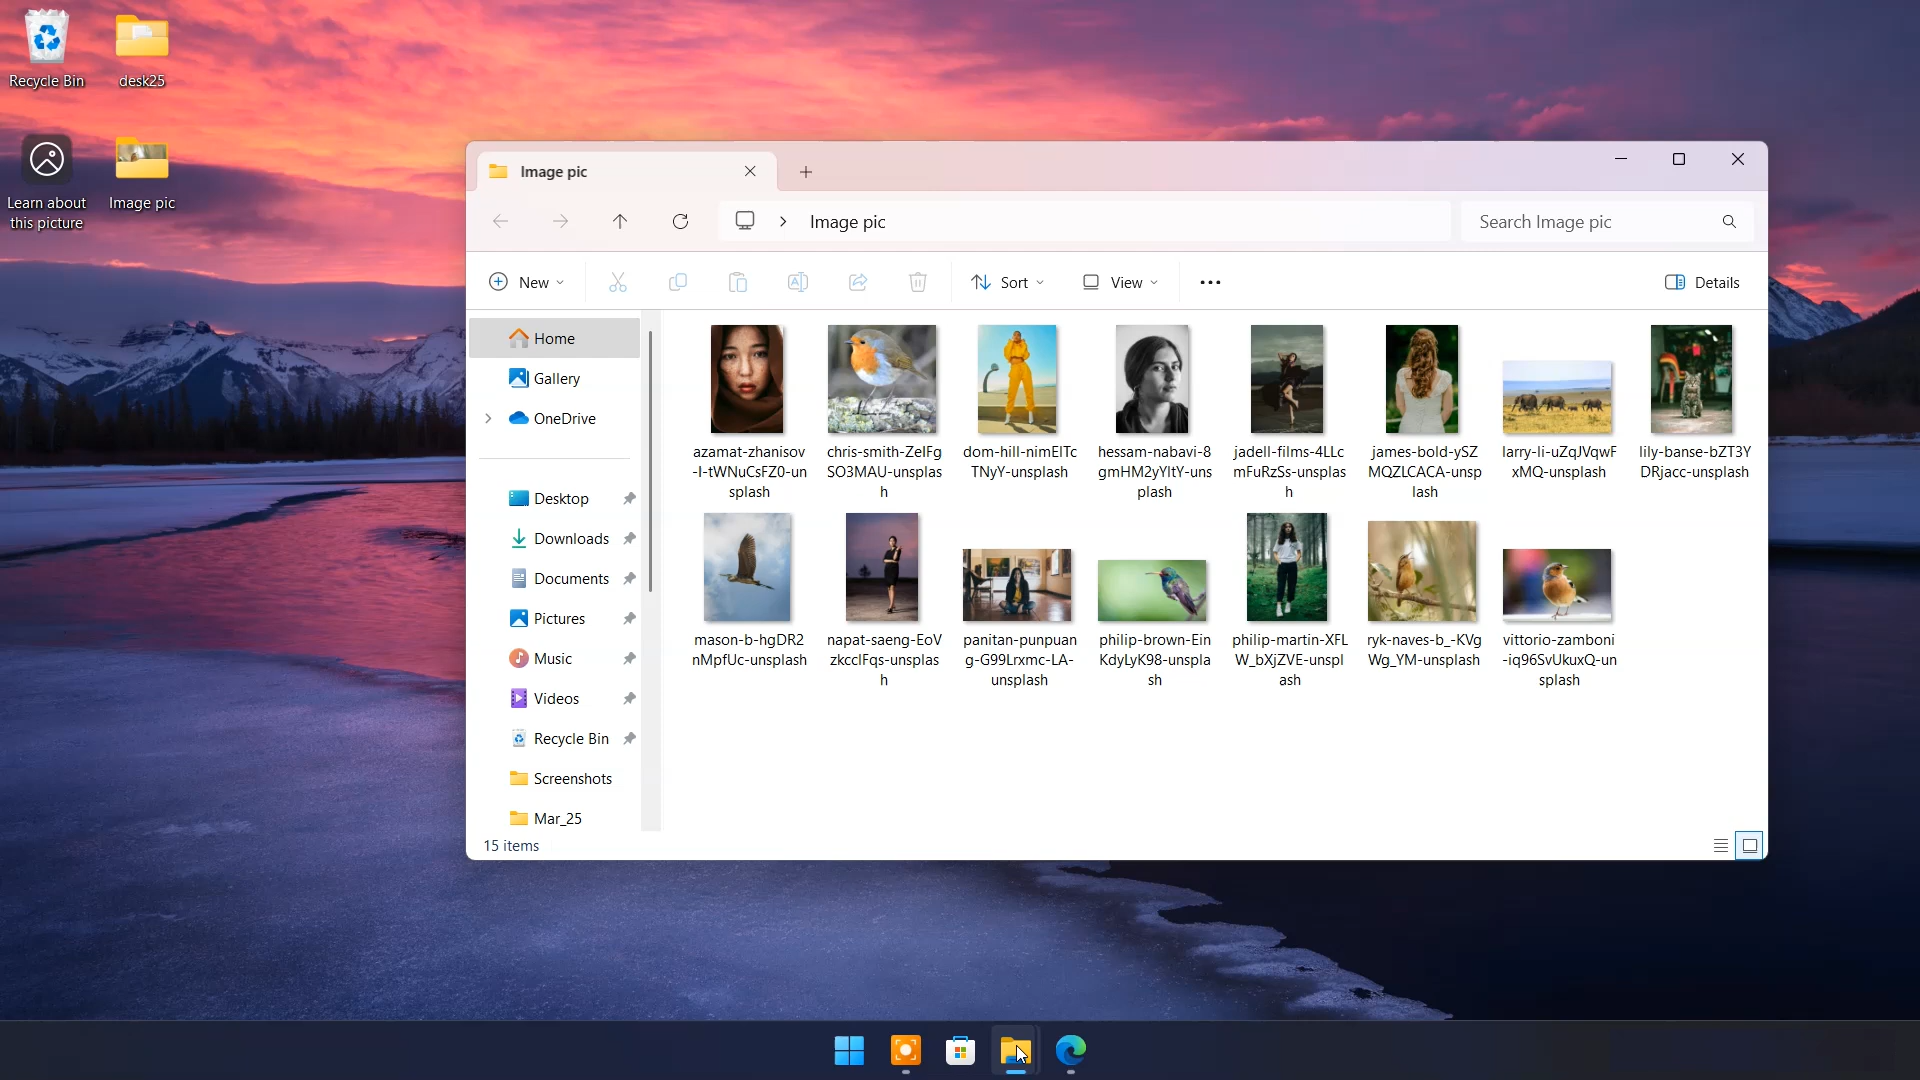 Recycle Bin
desk25
Learn about
this picture
Image pic
Image pic
Image pic
Search Image pic
New
Sort
View
Details
Home
Gallery
OneDrive
Desktop
Downloads
Documents
Pictures
Music
Videos
Recycle Bin
Screenshots
Mar_25
azamat-zhanisov
-I-tWNuCsFZ0-un
splash
chris-smith-ZelFg
SO3MAU-unsplas
h
dom-hill-nimElTc
TNyY-unsplash
hessam-nabavi-8
gmHM2yYltY-uns
plash
jadell-films-4LLc
mFuRzSs-unsplas
h
james-bold-ySZ
MQZLCACA-unsp
lash
larry-li-uZqJVqwF
xMQ-unsplash
lily-banse-bZT3Y
DRjacc-unsplash
mason-b-hgDR2
nMpfUc-unsplash
napat-saeng-EoV
zkcclFqs-unsplas
h
panitan-punpuan
g-G99Lrxmc-LA-
unsplash
philip-brown-Ein
KdyLyK98-unspla
sh
philip-martin-XFL
W_bXjZVE-unspl
ash
ryk-naves-b_-KVg
Wg_YM-unsplash
vittorio-zamboni
-iq96SvUkuxQ-un
splash
15 items